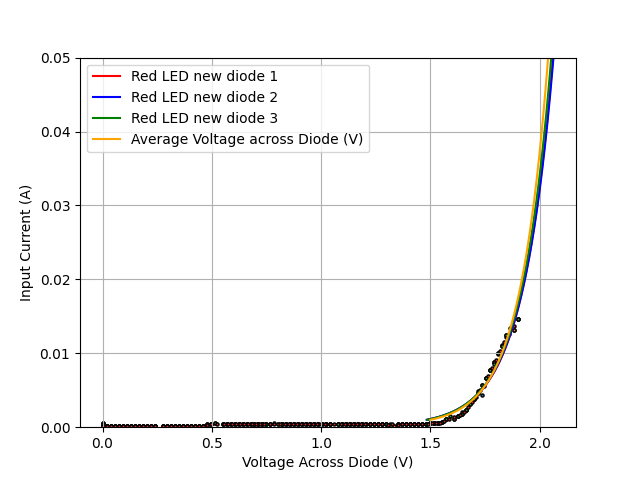 0.05
0.04
0.03
0.02
0.01
0.00
Input Current (A)
Red LED new diode 1
Red LED new diode 2
Red LED new diode 3
Average Voltage across Diode (V)
0.0 0.5 1.0 1.5 2.0
Voltage Across Diode (V)